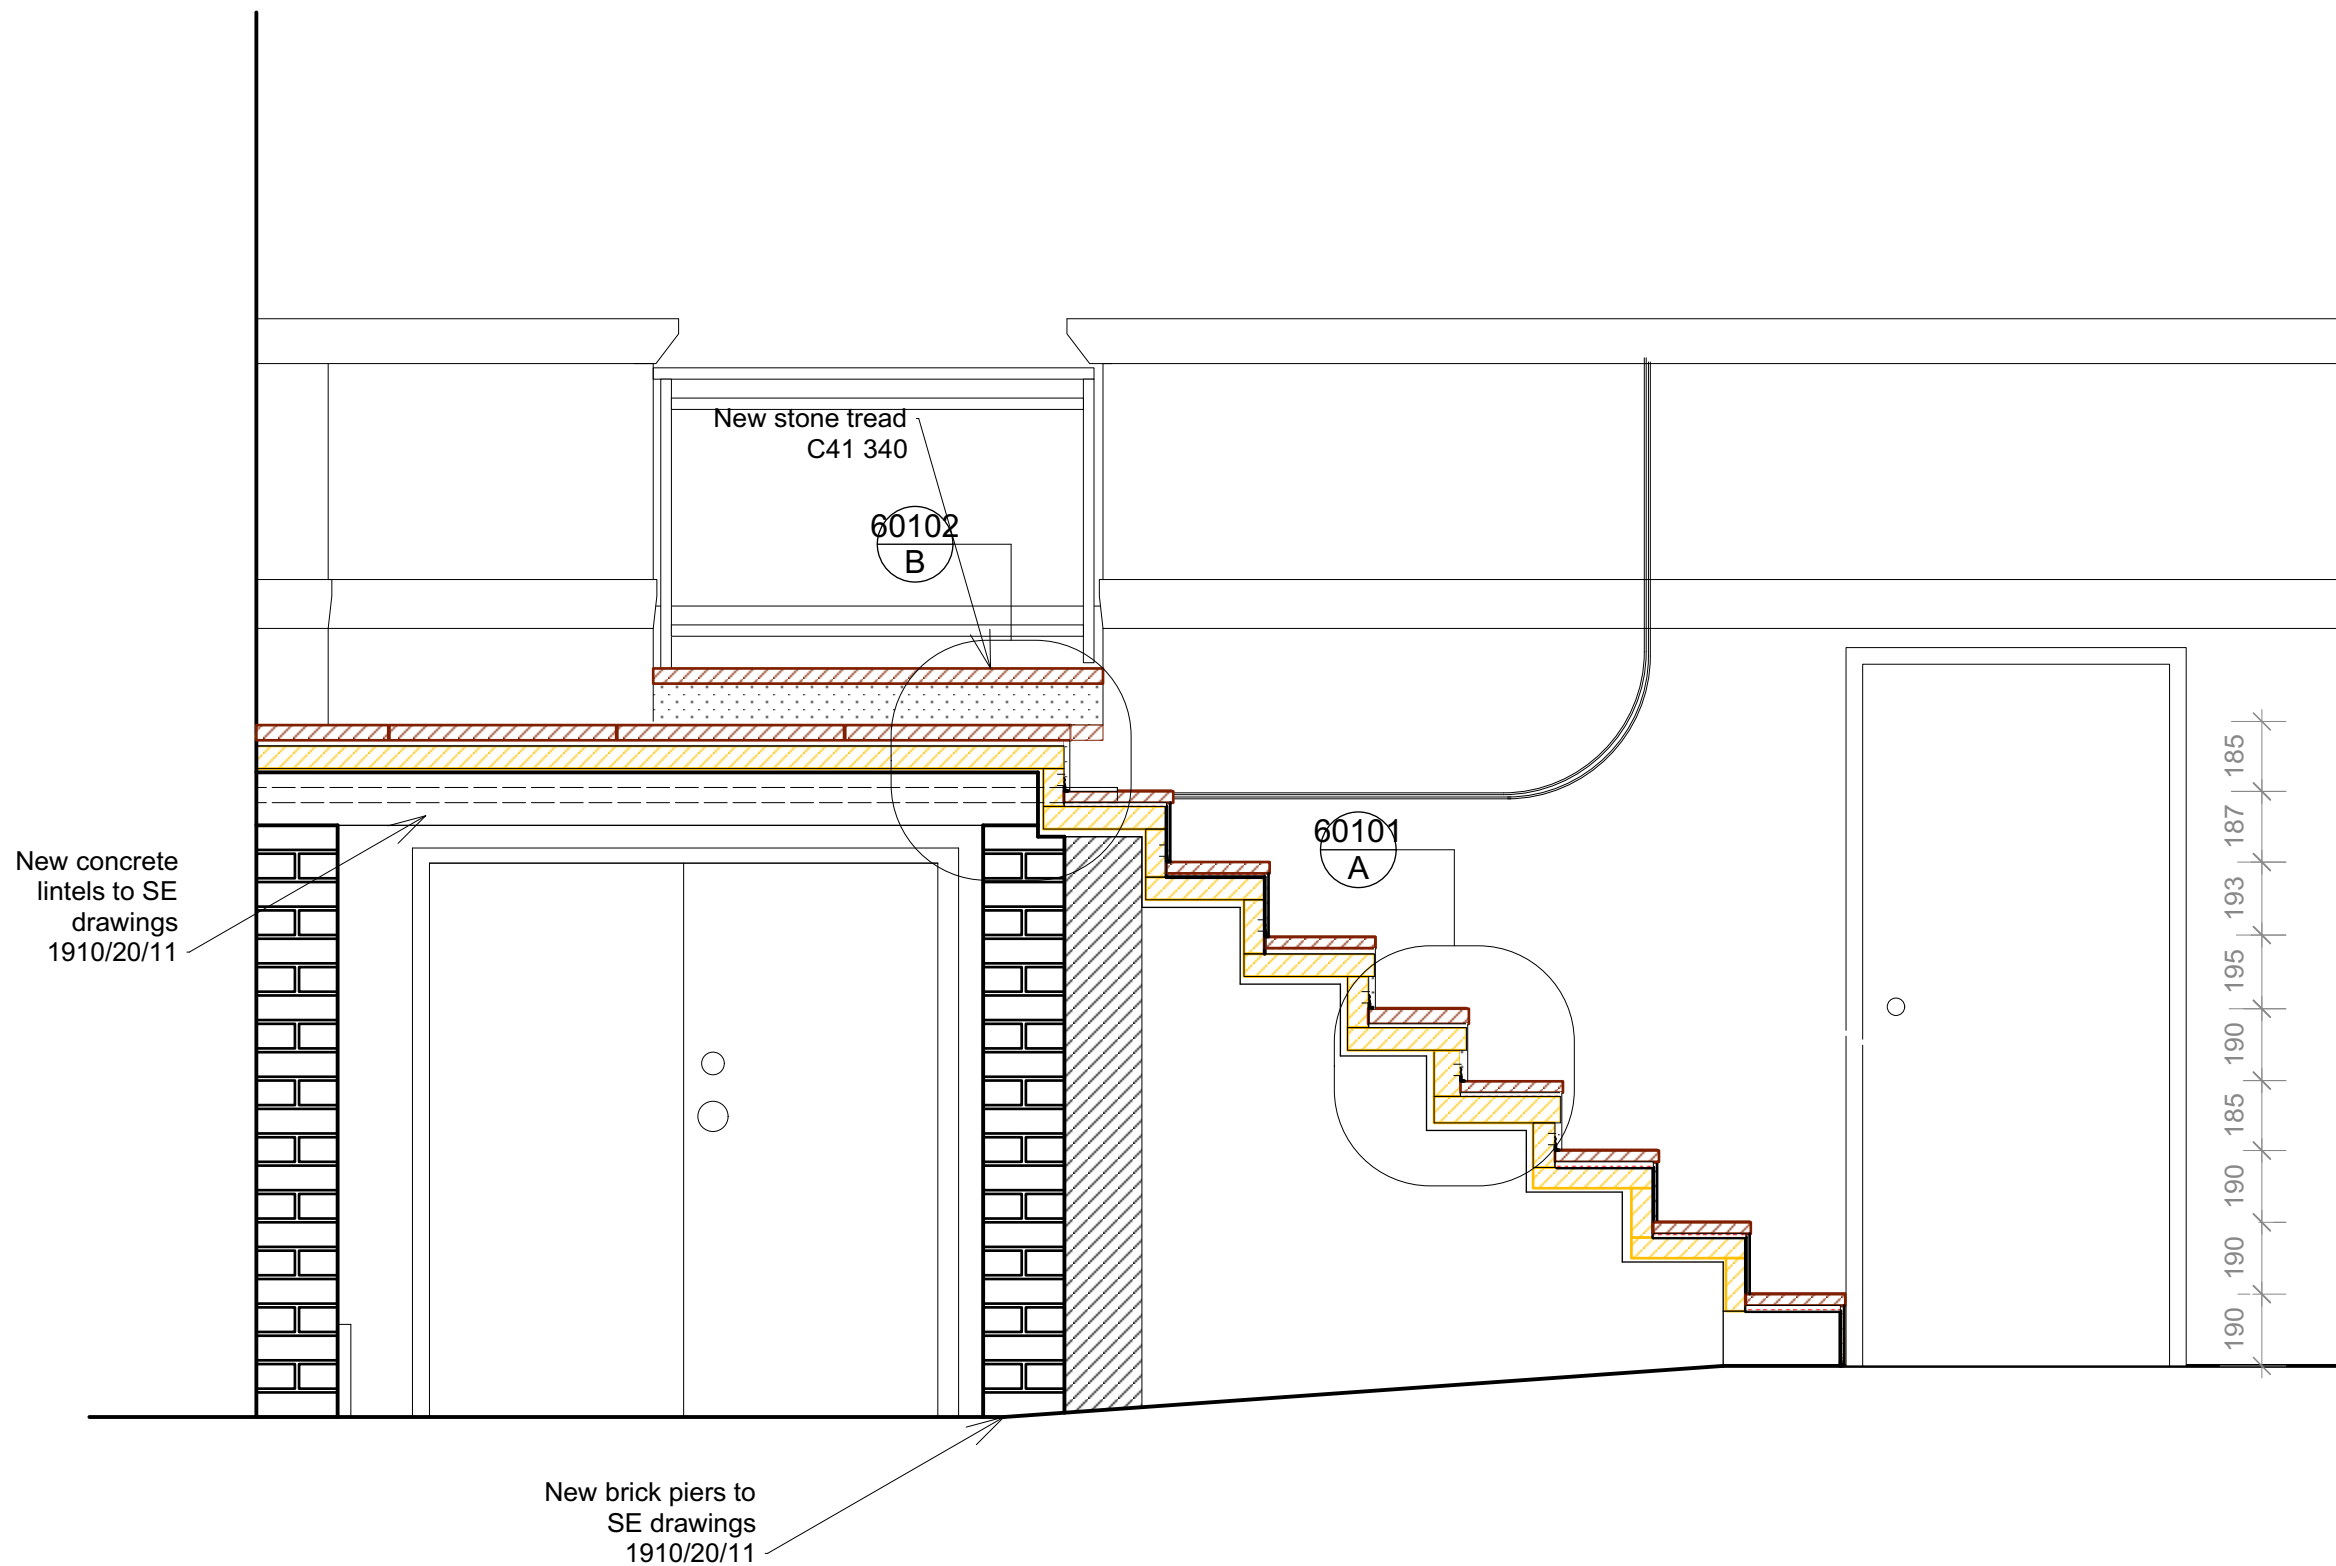 New stone tread
C41 340
60102
B
185
187
60101
A
New concrete
lintels to SE
drawings
1910/20/11
193
195
190
185
190
190
190
New brick piers to
SE drawings
1910/20/11